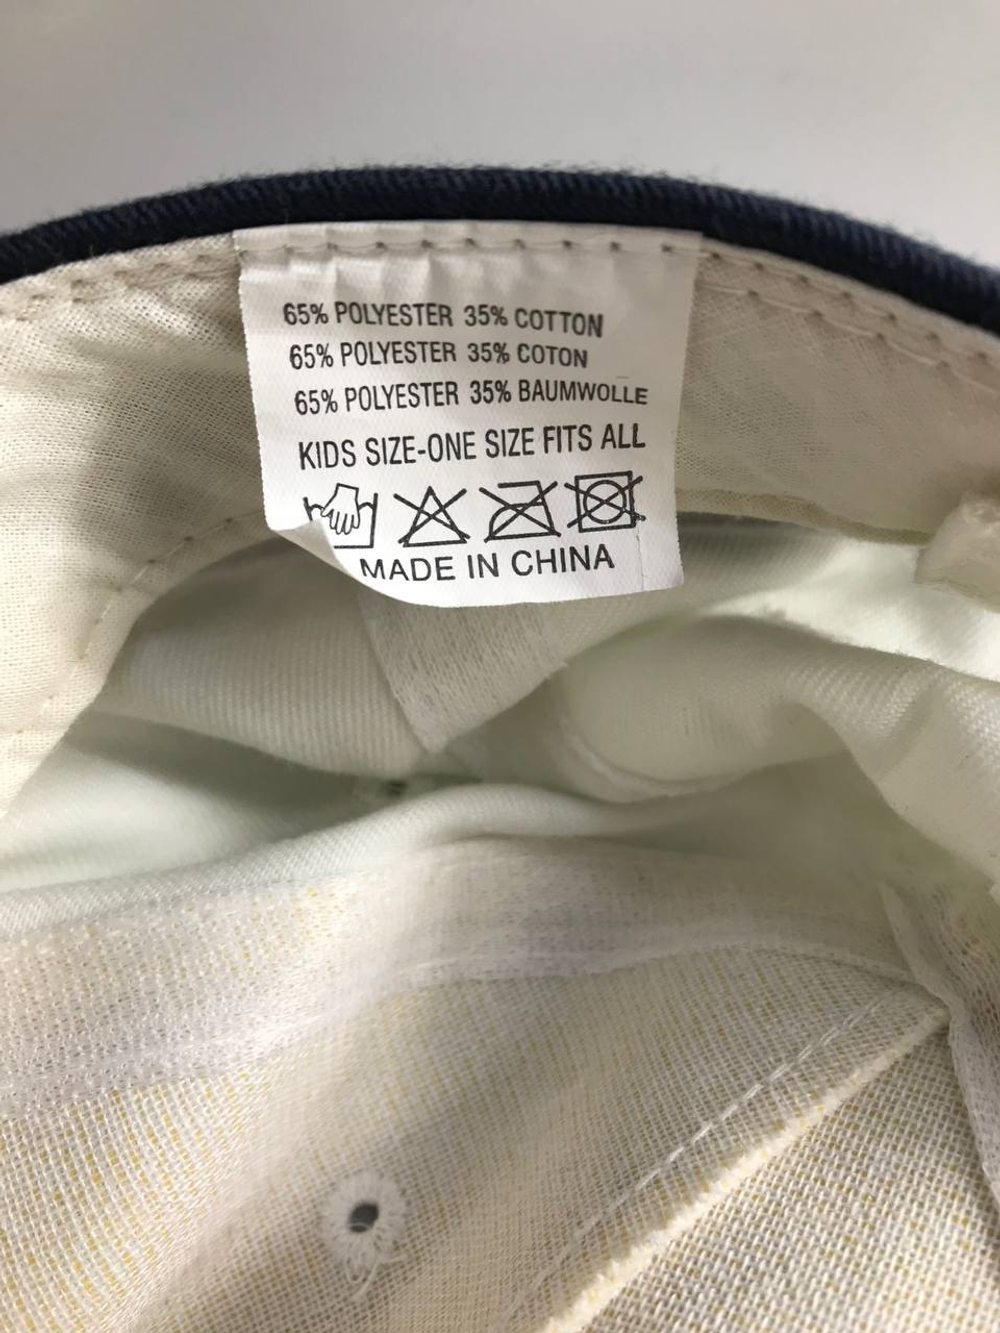 65% POLYESTER 35% COTTON
65% POLYESTER 35% COTON
65% POLYESTER 35% BAUMWOLLE
KIDS SIZE-ONE SIZE FITS ALL
MADE IN CHINA